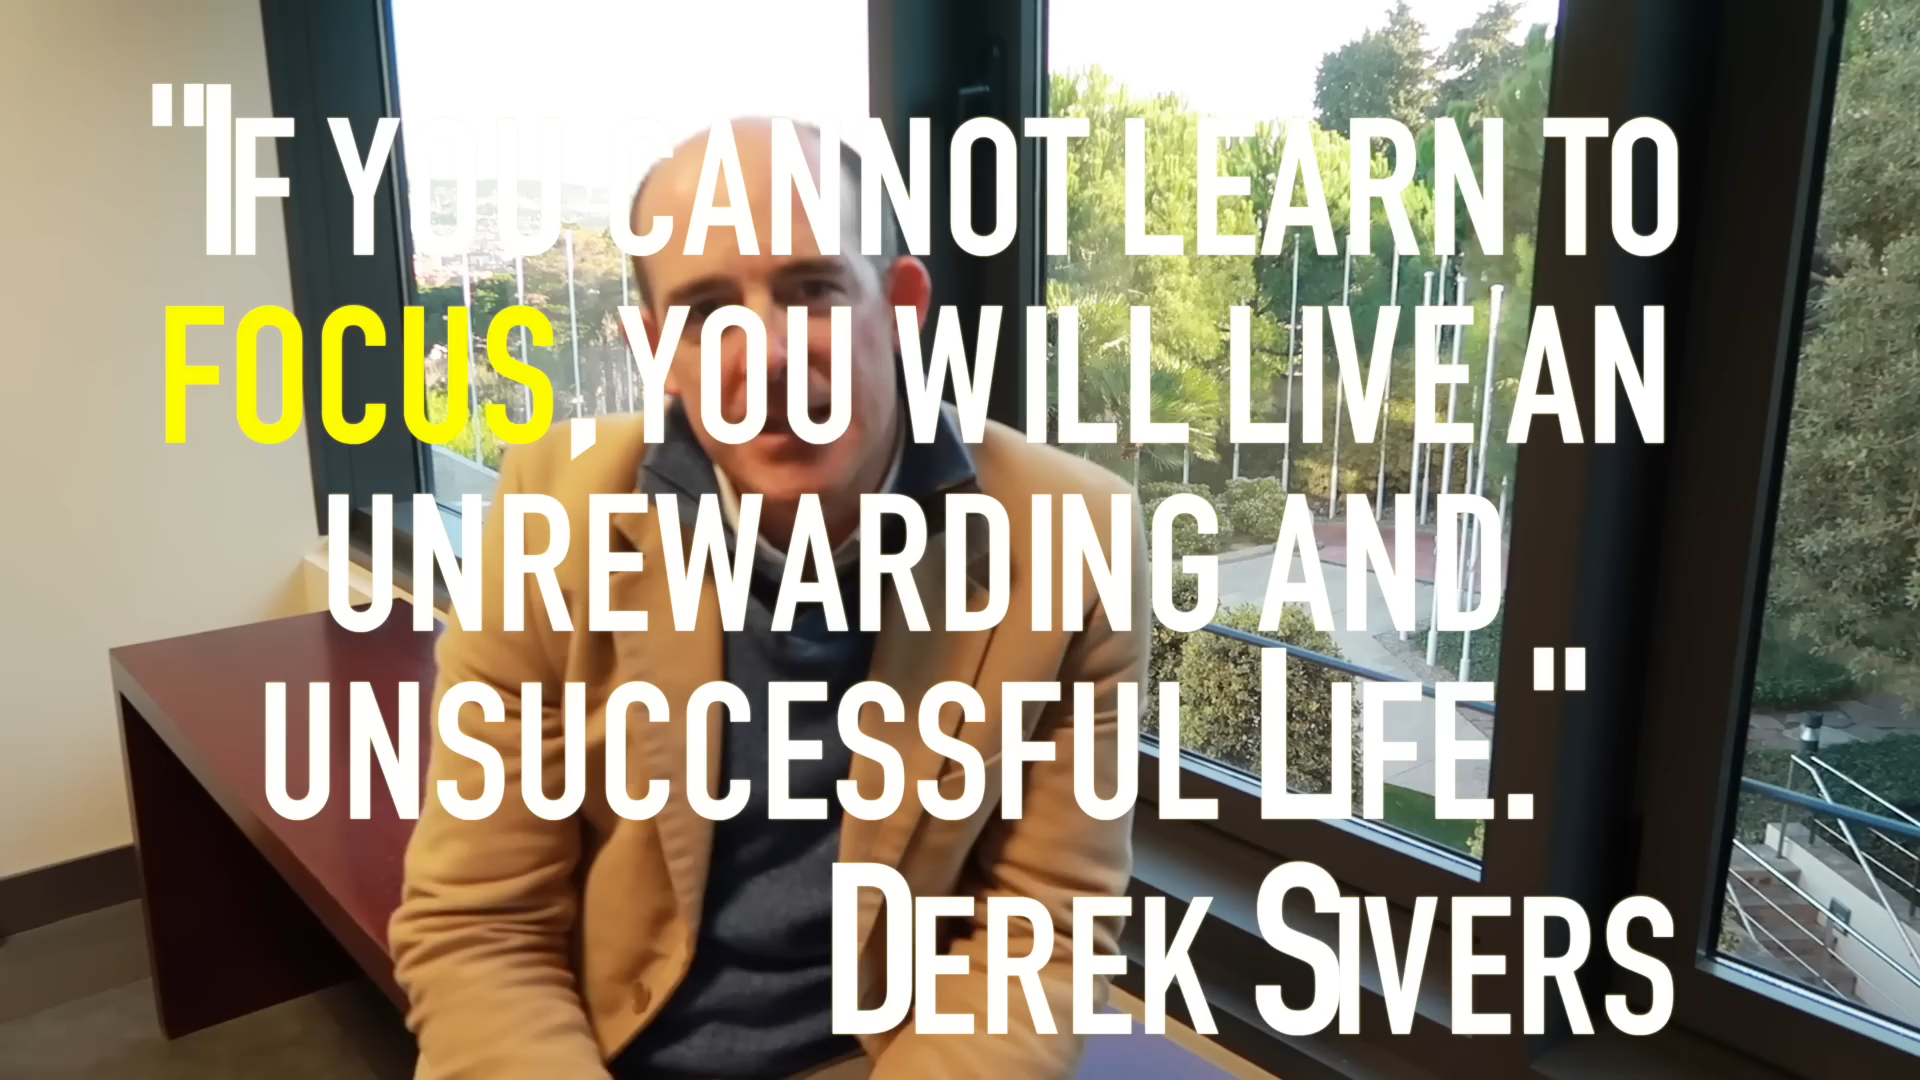 "If you cannot learn to
focus, you will live an
unrewarding and
unsuccessful Life."
Derek Sivers